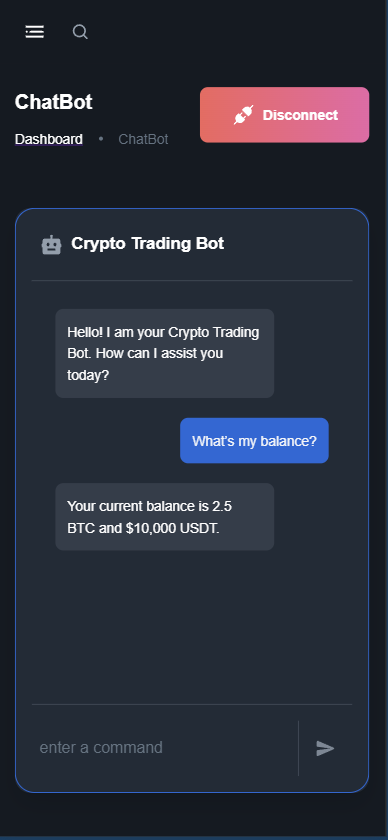 ChatBot
Disconnect
Dashboard • ChatBot
Crypto Trading Bot
Hello! I am your Crypto Trading
Bot. How can I assist you
today?
What's my balance?
Your current balance is 2.5
BTC and $10,000 USDT.
enter a command